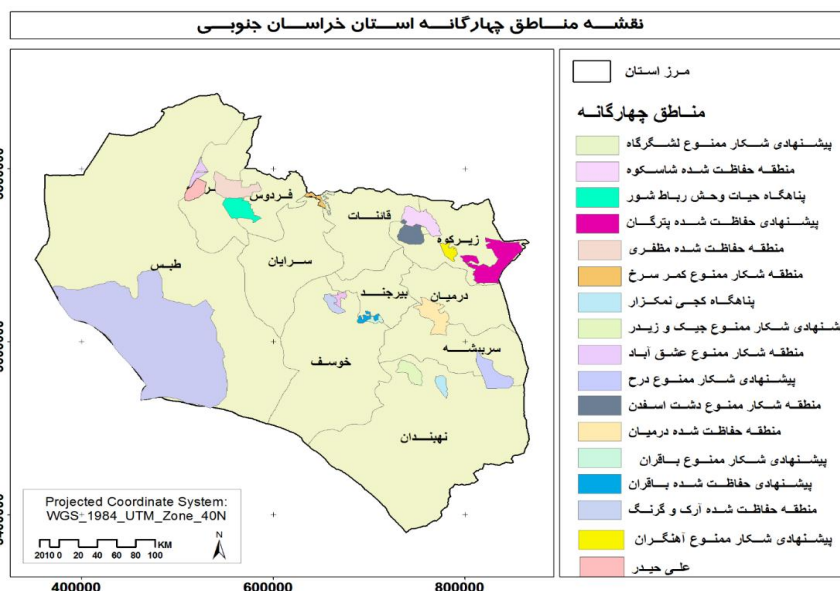 نقشه مناطق چهارگانه استان خراسان جنوبی
مرز استان
مناطق چهارگانه
پیشنهادی شکار ممنوع لشگرگاه
منطقه حفاظت شده شاسکوه
پناهگاه حیات وحش رباط شور
پیشنهادی حفاظت شده پترگان
منطقه حفاظت شده مظفری
منطقه شکار ممنوع کمر سرخ
پناهگاه کجی نمکزار
شنهادی شکار ممنوع چیک و زیدر
منطقه شکار ممنوع عشق آباد
پیشنهادی شکار ممنوع درح
منطقه شکار ممنوع دشت اسفدن
منطقه حفاظت شده درمیان
پیشنهادی شکار ممنوع باقران
پیشنهادی حفاظت شده باقران
منطقه حفاظت شده آرک و گرنگ
پیشنهادی شکار ممنوع آهنگران
علی حیدر
فردوس
قائنات
زیرکوه
سرایان
طبس
بیرجند
درمیان
سربیشه
خوسف
نهبندان
Projected Coordinate System:
WGS_1984_UTM_Zone_40N
N
2010 0 20 40 60 80 100 KM
400000 600000 800000